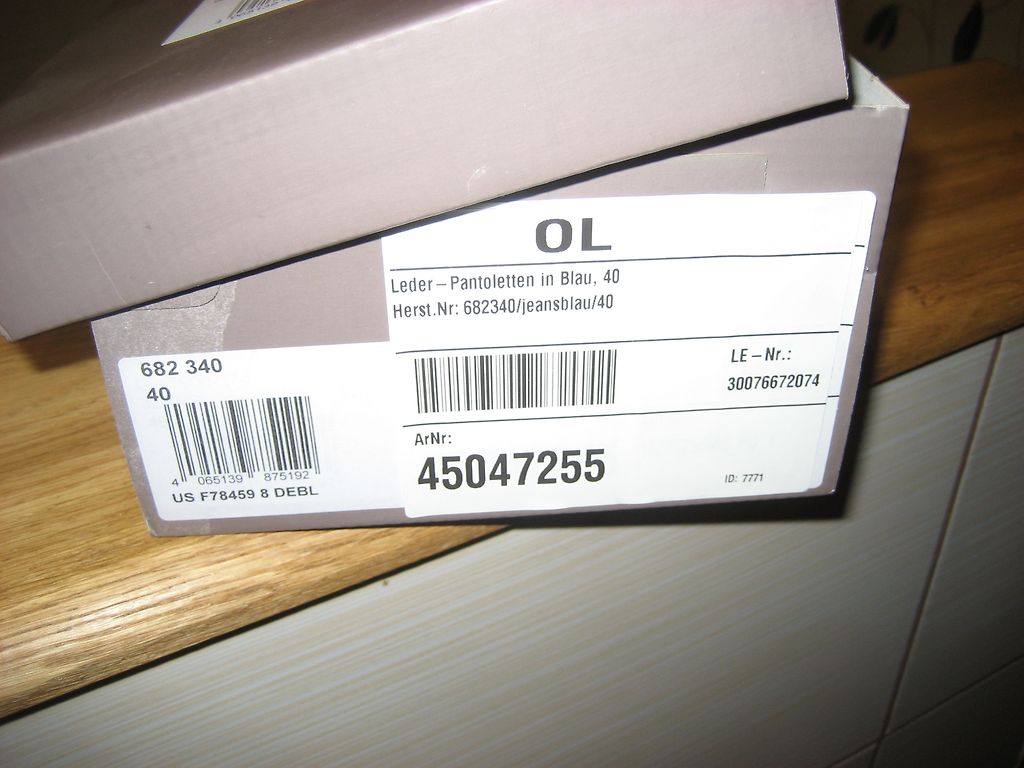 OL
Leder-Pantoletten in Blau, 40
Herst.Nr: 682340/jeansblau/40
LE-Nr.:
30076672074
ArNr:
45047255
ID: 7771
682 340
40
4 065139 875192
US F78459 8 DEBL